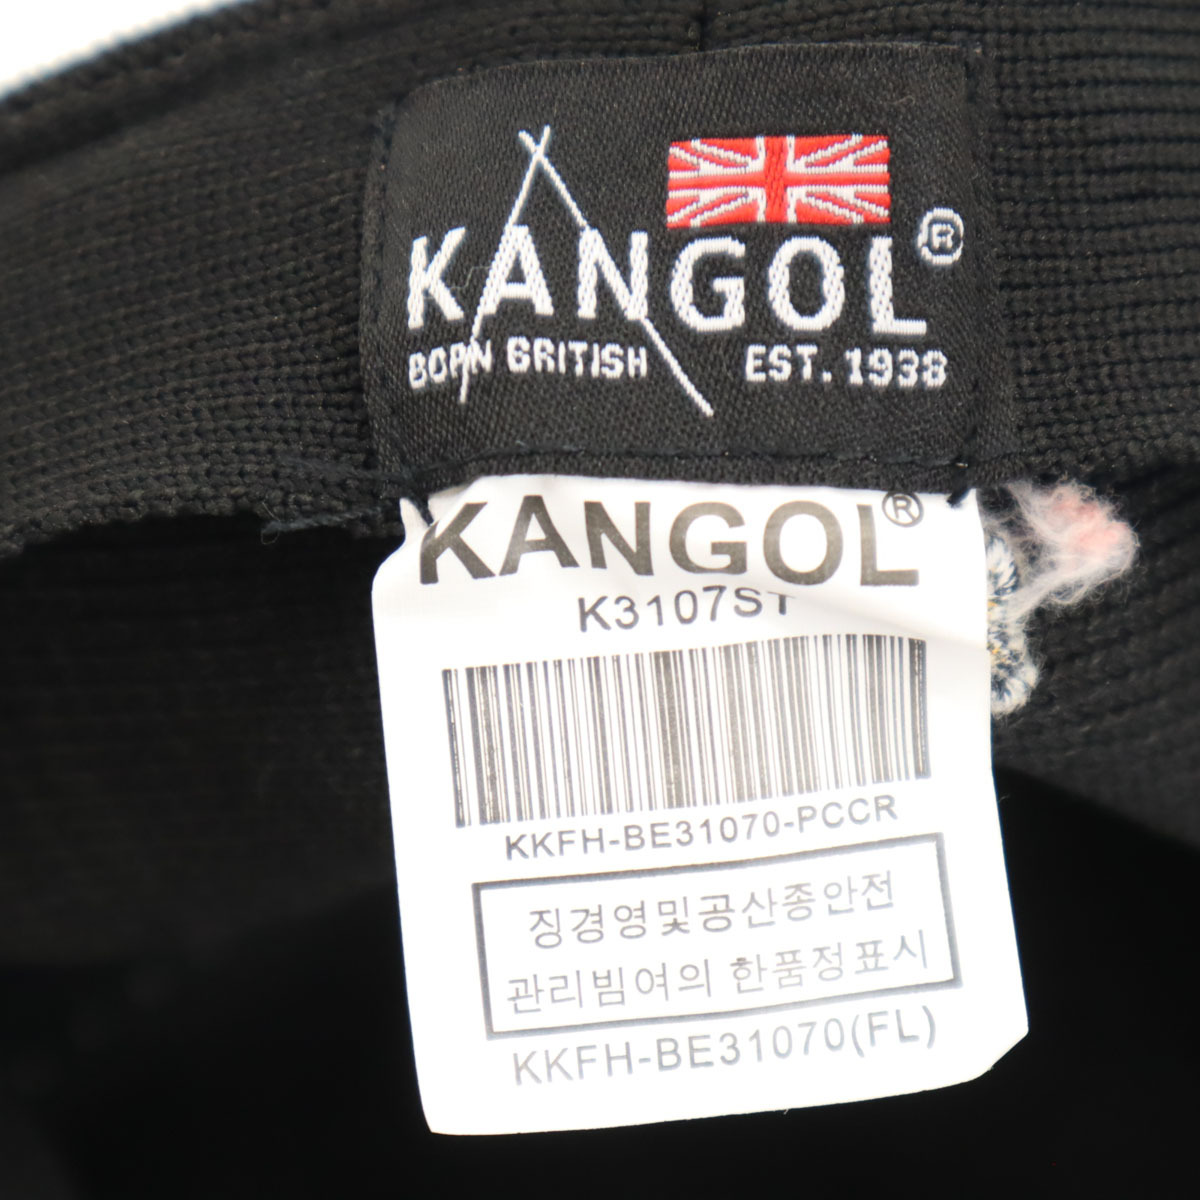 KANGOL®
BORN BRITISH EST. 1938
KANGOL®
K3107ST
KKFH-BE31070-PCCR
징경영및공산종안전
관리빔여의 한품정표시
KKFH-BE31070(FL)